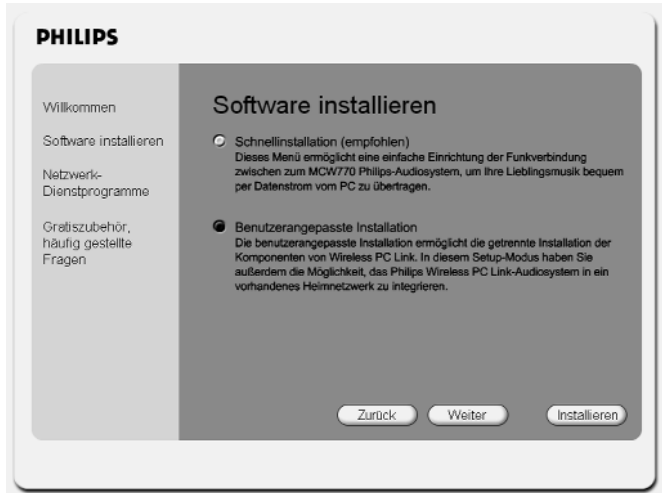 PHILIPS
Willkommen
Software installieren
Netzwerk-
Dienstprogramme
Gratiszubehör,
häufig gestellte
Fragen
Software installieren
Schnellinstallation (empfohlen)
Dieses Menü ermöglicht eine einfache Einrichtung der Funkverbindung
zwischen zum MCW770 Philips-Audiosystem, um Ihre Lieblingsmusik bequem
per Datenstrom vom PC zu übertragen.
Benutzerangepasste Installation
Die benutzerangepasste Installation ermöglicht die getrennte Installation der
Komponenten von Wireless PC Link. In diesem Setup-Modus haben Sie
außerdem die Möglichkeit, das Philips Wireless PC Link-Audiosystem in ein
vorhandenes Heimnetzwerk zu integrieren.
Zurück
Weiter
Installieren